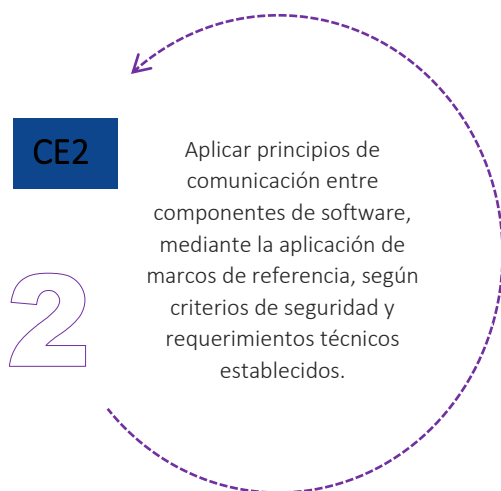 CE2
2
Aplicar principios de
comunicación entre
componentes de software,
mediante la aplicación de
marcos de referencia, según
criterios de seguridad y
requerimientos técnicos
establecidos.